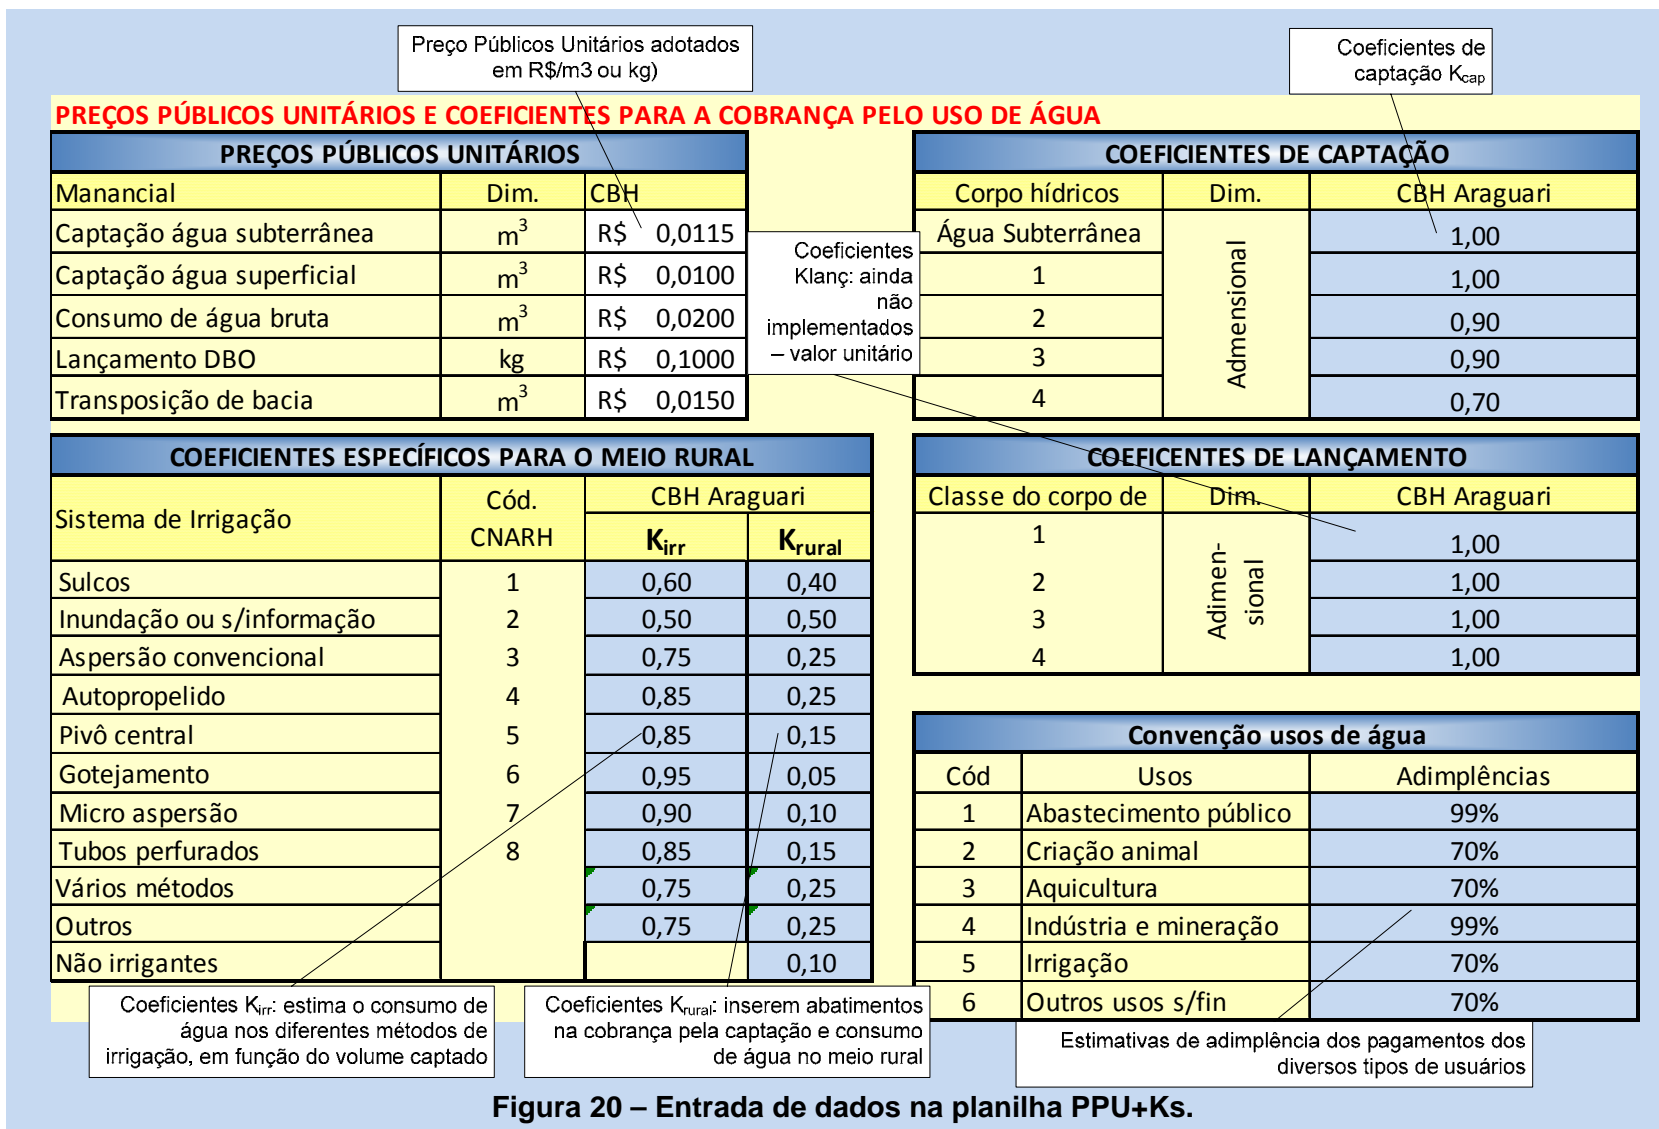 Preço Públicos Unitários adotados
em R$/m3 ou kg)
Coeficientes de
captação Kcap
PREÇOS PÚBLICOS UNITÁRIOS E COEFICIENTES PARA A COBRANÇA PELO USO DE ÁGUA
PREÇOS PÚBLICOS UNITÁRIOS
Manancial Dim. CBH
Captação água subterrânea m³ R$ 0,0115
Captação água superficial m³ R$ 0,0100
Consumo de água bruta m³ R$ 0,0200
Lançamento DBO kg R$ 0,1000
Transposição de bacia m³ R$ 0,0150
Coeficientes
Klanç: ainda
não
implementados
– valor unitário
COEFICIENTES DE CAPTAÇÃO
Corpo hídricos Dim. CBH Araguari
Água Subterrânea 1,00
1 1,00
2 0,90
3 0,90
4 0,70
Admensional
COEFICIENTES ESPECÍFICOS PARA O MEIO RURAL
Sistema de Irrigação Cód. CBH Araguari
CNARH Kirr Krural
Sulcos 1 0,60 0,40
Inundação ou s/informação 2 0,50 0,50
Aspersão convencional 3 0,75 0,25
Autopropelido 4 0,85 0,25
Pivô central 5 0,85 0,15
Gotejamento 6 0,95 0,05
Micro aspersão 7 0,90 0,10
Tubos perfurados 8 0,85 0,15
Vários métodos 0,75 0,25
Outros 0,75 0,25
Não irrigantes 0,10
COEFICENTES DE LANÇAMENTO
Classe do corpo de Dim. CBH Araguari
1 1,00
2 1,00
3 1,00
4 1,00
Adimen-
sional
Convenção usos de água
Cód Usos Adimplências
1 Abastecimento público 99%
2 Criação animal 70%
3 Aquicultura 70%
4 Indústria e mineração 99%
5 Irrigação 70%
6 Outros usos s/fin 70%
Coeficientes Kirr: estima o consumo de
água nos diferentes métodos de
irrigação, em função do volume captado
Coeficientes Krural: inserem abatimentos
na cobrança pela captação e consumo
de água no meio rural
Estimativas de adimplência dos pagamentos dos
diversos tipos de usuários
Figura 20 – Entrada de dados na planilha PPU+Ks.